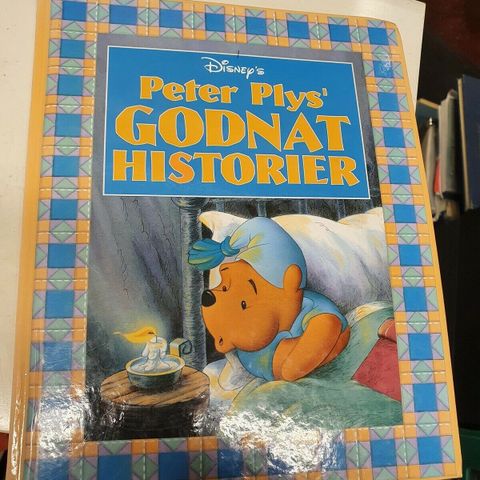 Disney's
Peter Plys'
GODNAT
HISTORIER